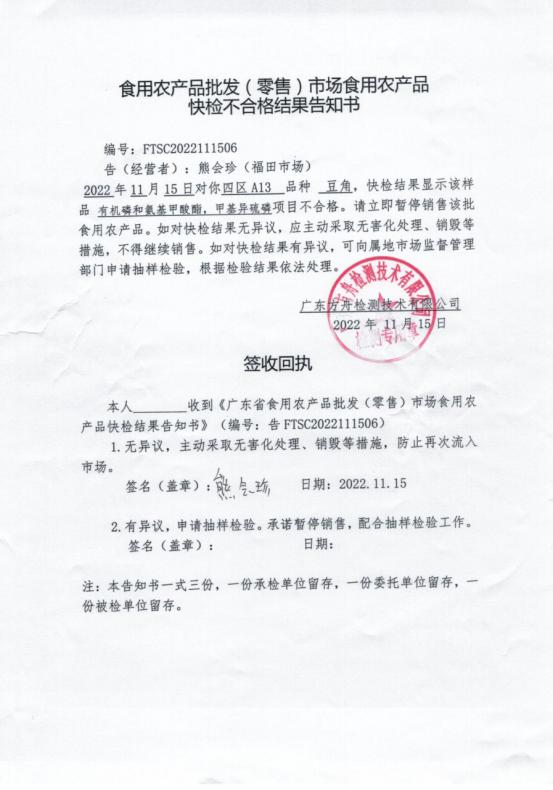 食用农产品批发（零售）市场食用农产品
快检不合格结果告知书
编号：FTSC2022111506
告（经营者）：熊会珍（福田市场）
2022 年 11 月 15 日对你四区 A13 品种 豆角，快检结果显示该样
品 有机磷和氨基甲酸酯，甲基异硫磷项目不合格。请立即暂停销售该批
食用农产品。如对快检结果无异议，应主动采取无害化处理、销毁等
措施，不得继续销售。如对快检结果有异议，可向属地市场监督管理
部门申请抽样检验，根据检验结果依法处理。
广东方舟检测技术有限公司
2022 年 11 月 15 日
检测专用章
签收回执
本人________收到《广东省食用农产品批发（零售）市场食用农
产品快检结果告知书》（编号：告 FTSC2022111506）
1.无异议，主动采取无害化处理、销毁等措施，防止再次流入
市场。
签名（盖章）：熊会珍 日期：2022.11.15
2.有异议，申请抽样检验。承诺暂停销售，配合抽样检验工作。
签名（盖章）： 日期：
注：本告知书一式三份，一份承检单位留存，一份委托单位留存，一
份被检单位留存。